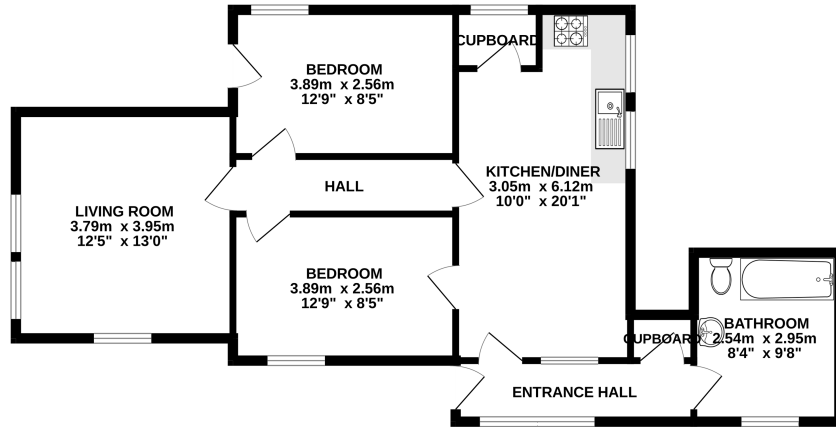 CUPBOARD
BEDROOM
3.89m x 2.56m
12'9" x 8'5"
KITCHEN/DINER
3.05m x 6.12m
10'0" x 20'1"
HALL
LIVING ROOM
3.79m x 3.95m
12'5" x 13'0"
BEDROOM
3.89m x 2.56m
12'9" x 8'5"
CUPBOARD
BATHROOM
2.54m x 2.95m
8'4" x 9'8"
ENTRANCE HALL